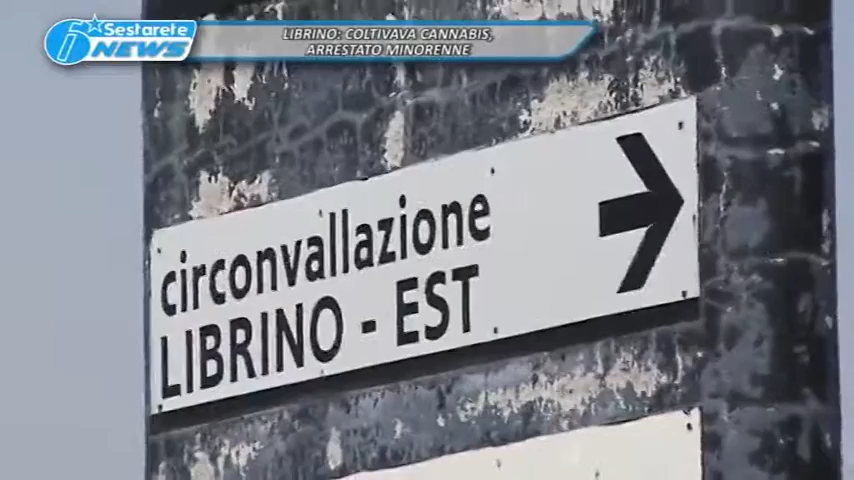 Sestarete
6 NEWS
LIBRINO: COLTIVAVA CANNABIS,
ARRESTATO MINORENNE
circonvallazione
LIBRINO - EST